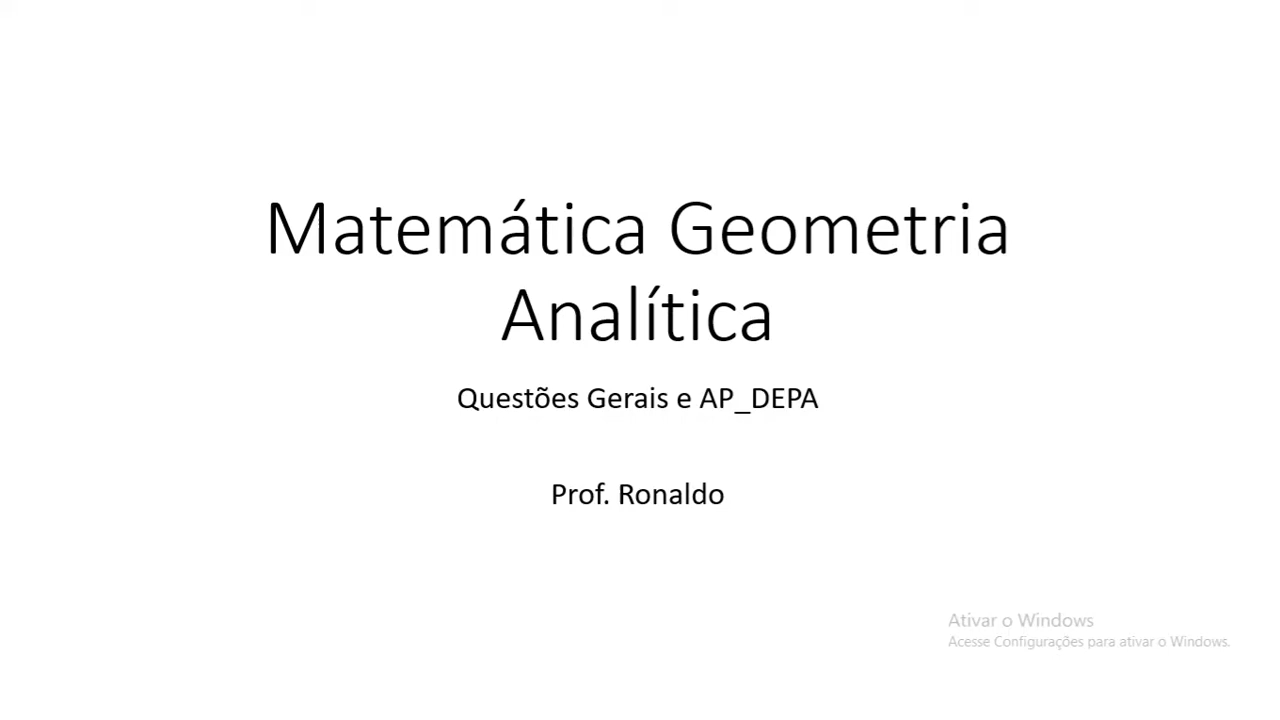 Matemática Geometria
Analítica
Questões Gerais e AP_DEPA
Prof. Ronaldo
Ativar o Windows
Acesse Configurações para ativar o Windows.